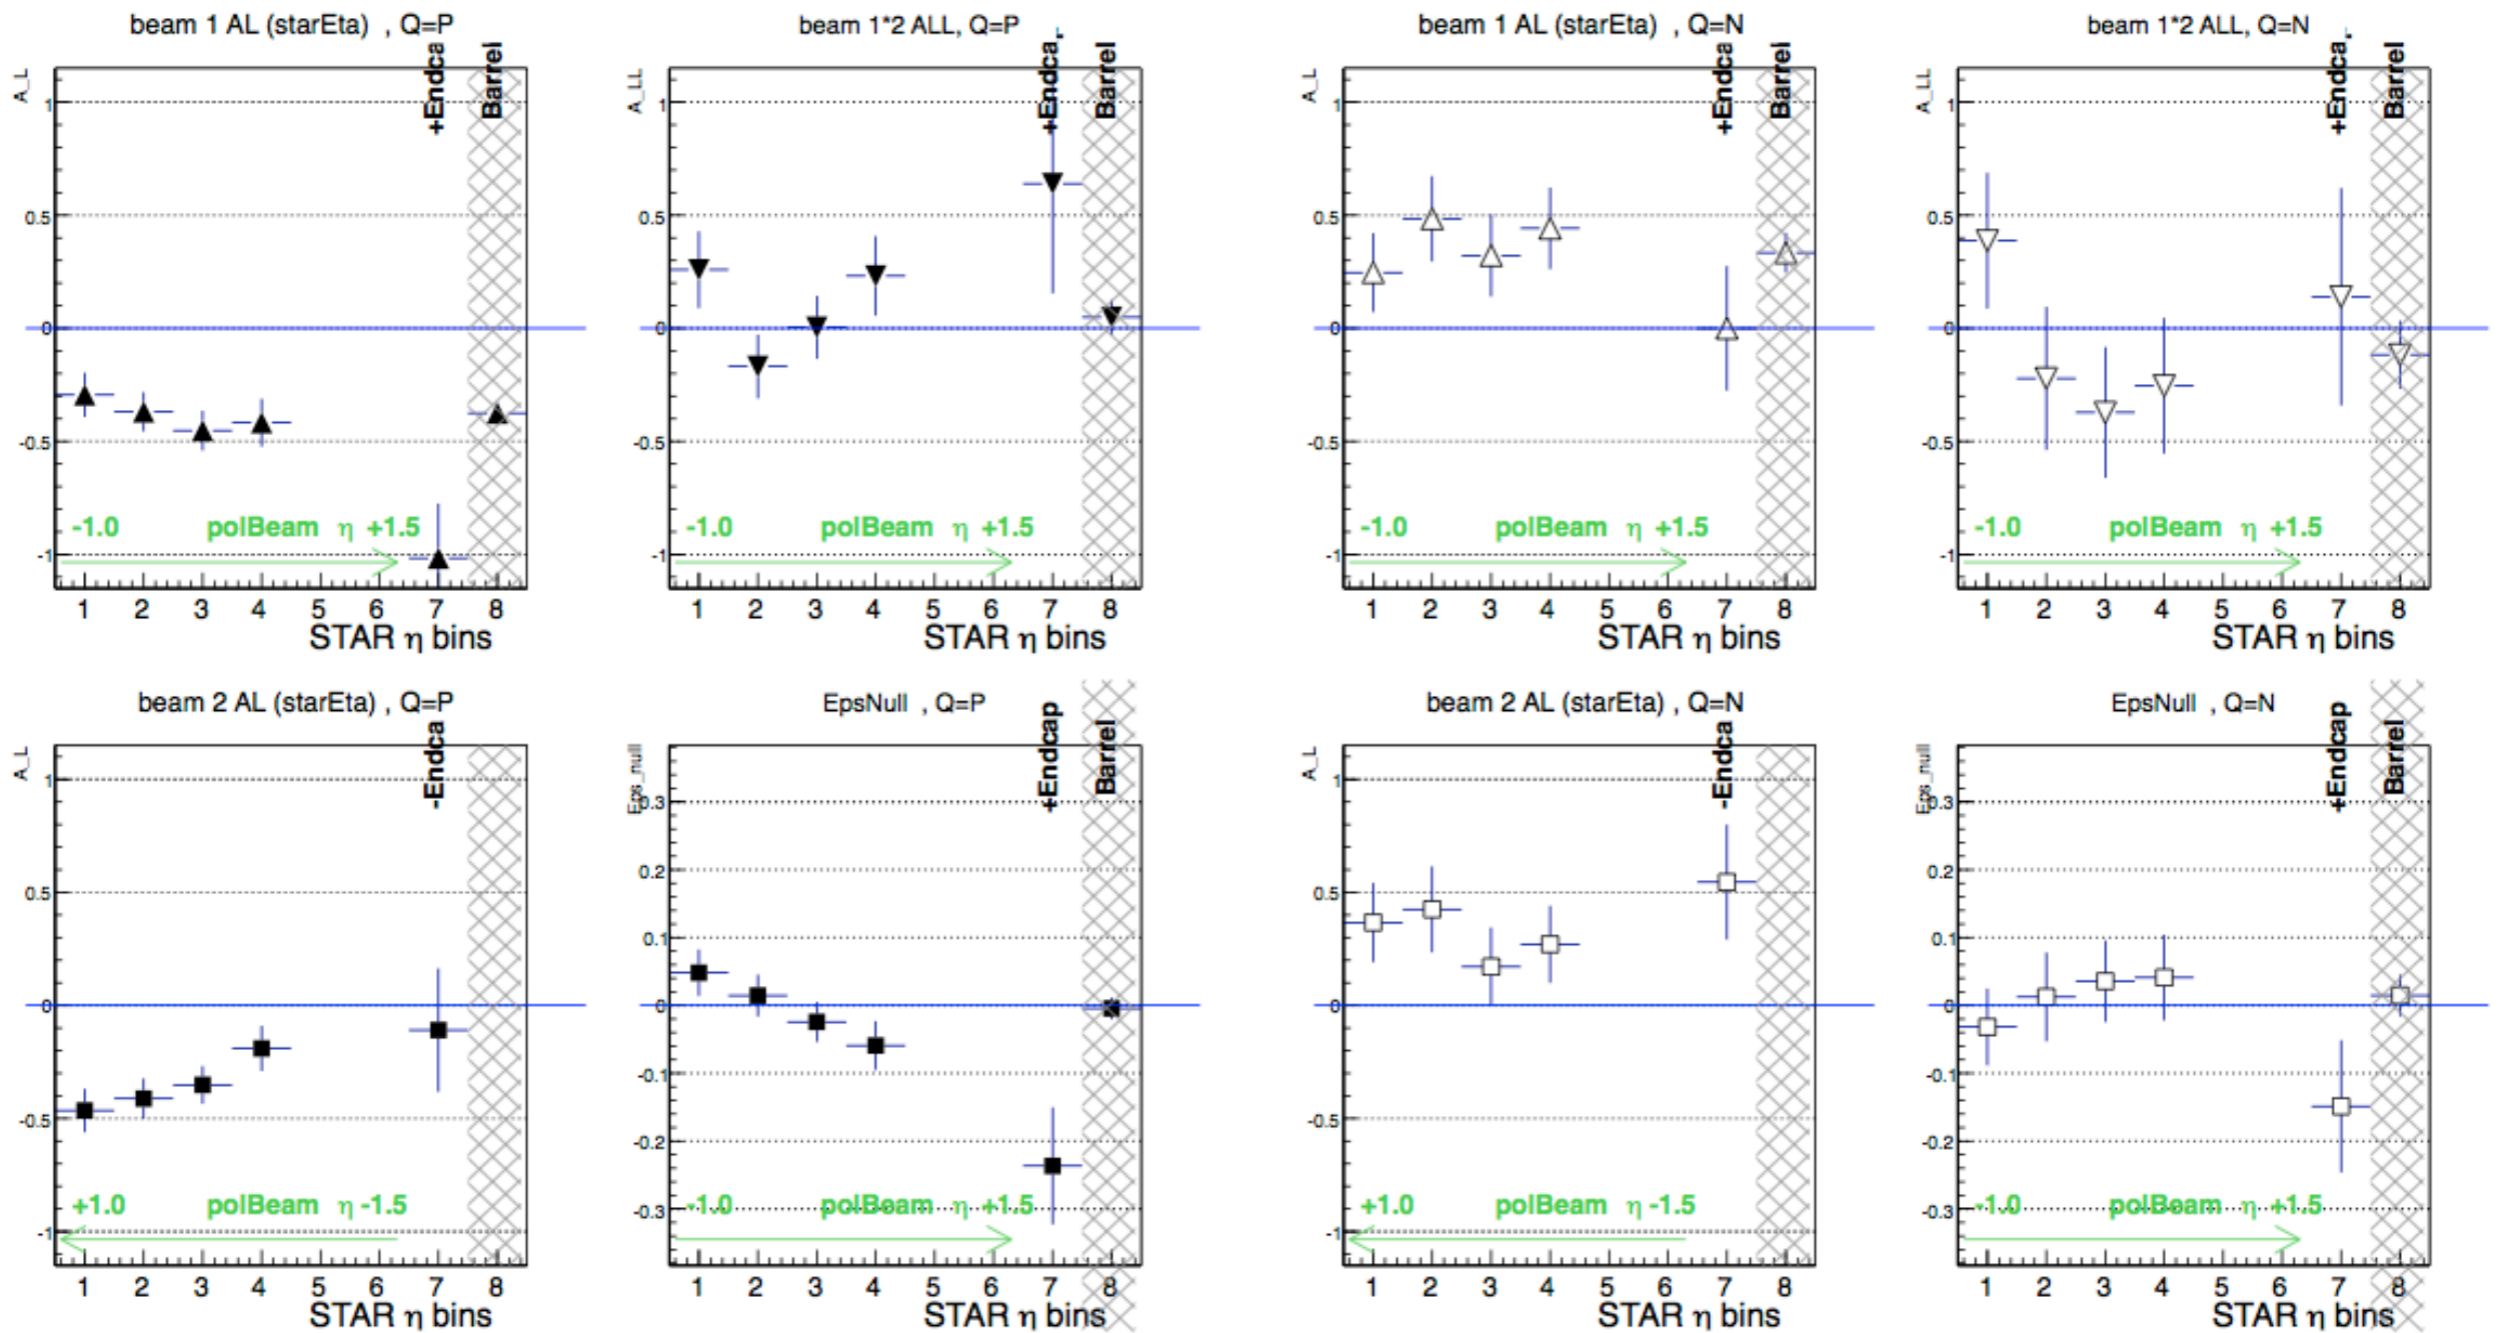 beam 1 AL (starEta) , Q=P
+Endca
Barrel
A_L
1
0.5
0
-0.5
-1
-1.0 polBeam η +1.5
1 2 3 4 5 6 7 8
STAR η bins
beam 1*2 ALL, Q=P
+Endca
Barrel
A_LL
1
0.5
0
-0.5
-1
-1.0 polBeam η +1.5
1 2 3 4 5 6 7 8
STAR η bins
beam 1 AL (starEta) , Q=N
+Endca
Barrel
A_L
1
0.5
0
-0.5
-1
-1.0 polBeam η +1.5
1 2 3 4 5 6 7 8
STAR η bins
beam 1*2 ALL, Q=N
+Endca
Barrel
A_LL
1
0.5
0
-0.5
-1
-1.0 polBeam η +1.5
1 2 3 4 5 6 7 8
STAR η bins
beam 2 AL (starEta) , Q=P
-Endca
A_L
1
0.5
0
-0.5
-1
+1.0 polBeam η -1.5
1 2 3 4 5 6 7 8
STAR η bins
EpsNull , Q=P
+Endcap
Barrel
Eps_null
0.3
0.2
0.1
0
-0.1
-0.2
-0.3
-1.0 polBeam η +1.5
1 2 3 4 5 6 7 8
STAR η bins
beam 2 AL (starEta) , Q=N
-Endca
A_L
1
0.5
0
-0.5
-1
+1.0 polBeam η -1.5
1 2 3 4 5 6 7 8
STAR η bins
EpsNull , Q=N
+Endcap
Barrel
Eps_null
0.3
0.2
0.1
0
-0.1
-0.2
-0.3
-1.0 polBeam η +1.5
1 2 3 4 5 6 7 8
STAR η bins